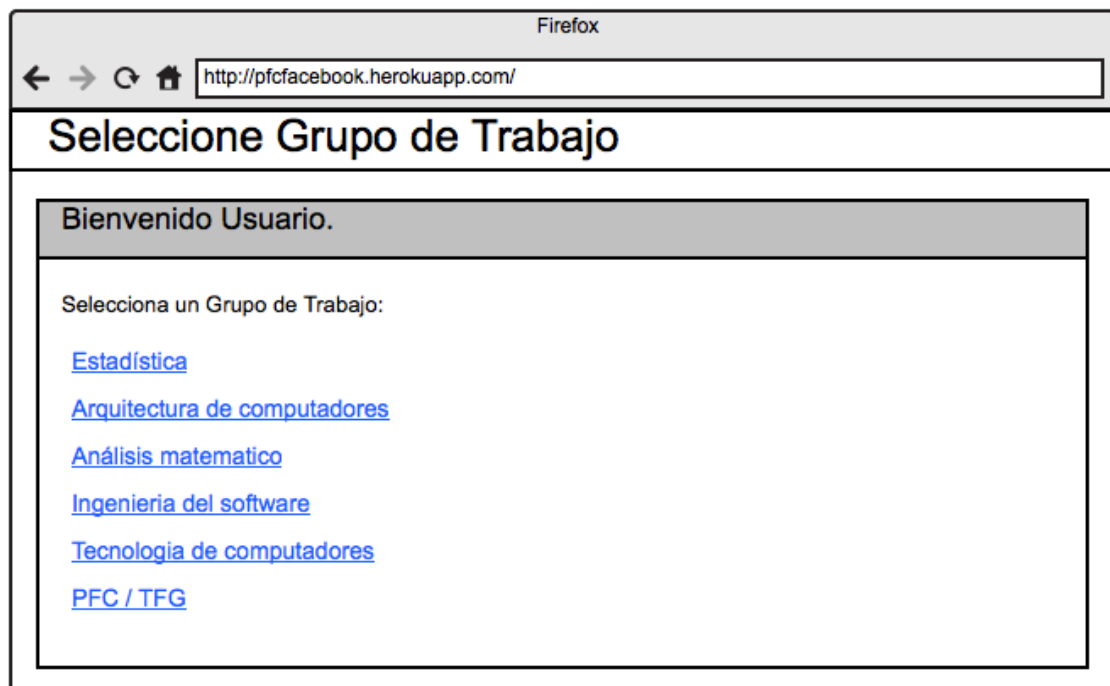 Firefox
http://pfcfacebook.herokuapp.com/
Seleccione Grupo de Trabajo
Bienvenido Usuario.
Selecciona un Grupo de Trabajo:
Estadística
Arquitectura de computadores
Análisis matematico
Ingenieria del software
Tecnologia de computadores
PFC / TFG